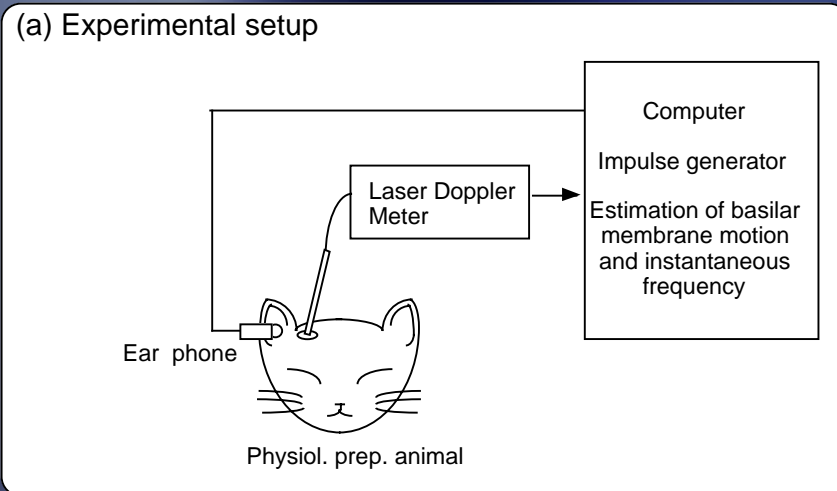 (a) Experimental setup
Computer
Impulse generator
Estimation of basilar
membrane motion
and instantaneous
frequency
Laser Doppler
Meter
Ear phone
Physiol. prep. animal